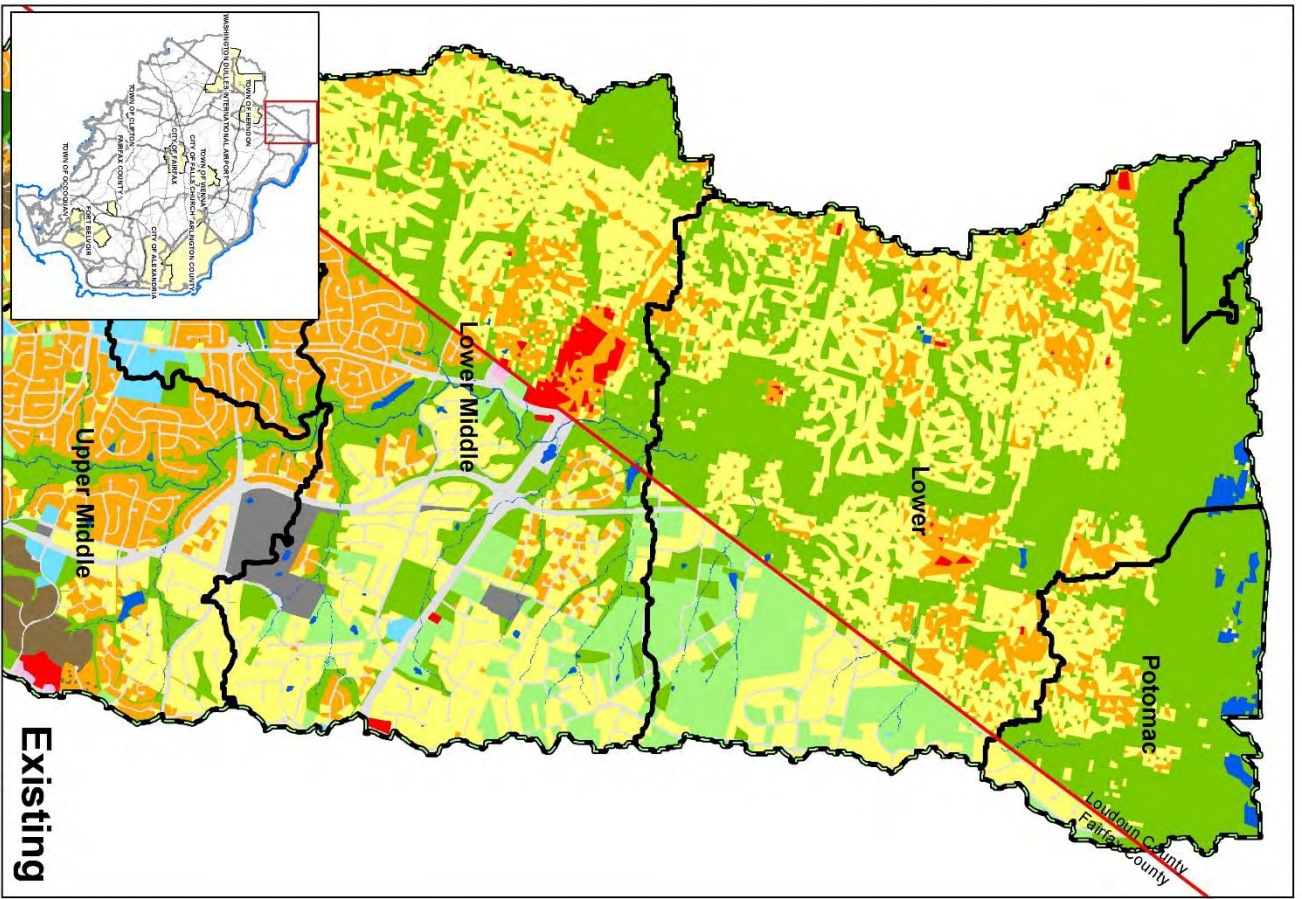 WASHINGTON DULLES INTERNATIONAL AIRPORT
TOWN OF HERNDON
TOWN OF VIENNA
CITY OF FALLS CHURCH
ARLINGTON COUNTY
CITY OF FAIRFAX
FAIRFAX COUNTY
TOWN OF CLIFTON
CITY OF ALEXANDRIA
FORT BELVOIR
TOWN OF OCCOQUAN
Potomac
Lower
Lower Middle
Upper Middle
Loudoun County
Fairfax County
Existing